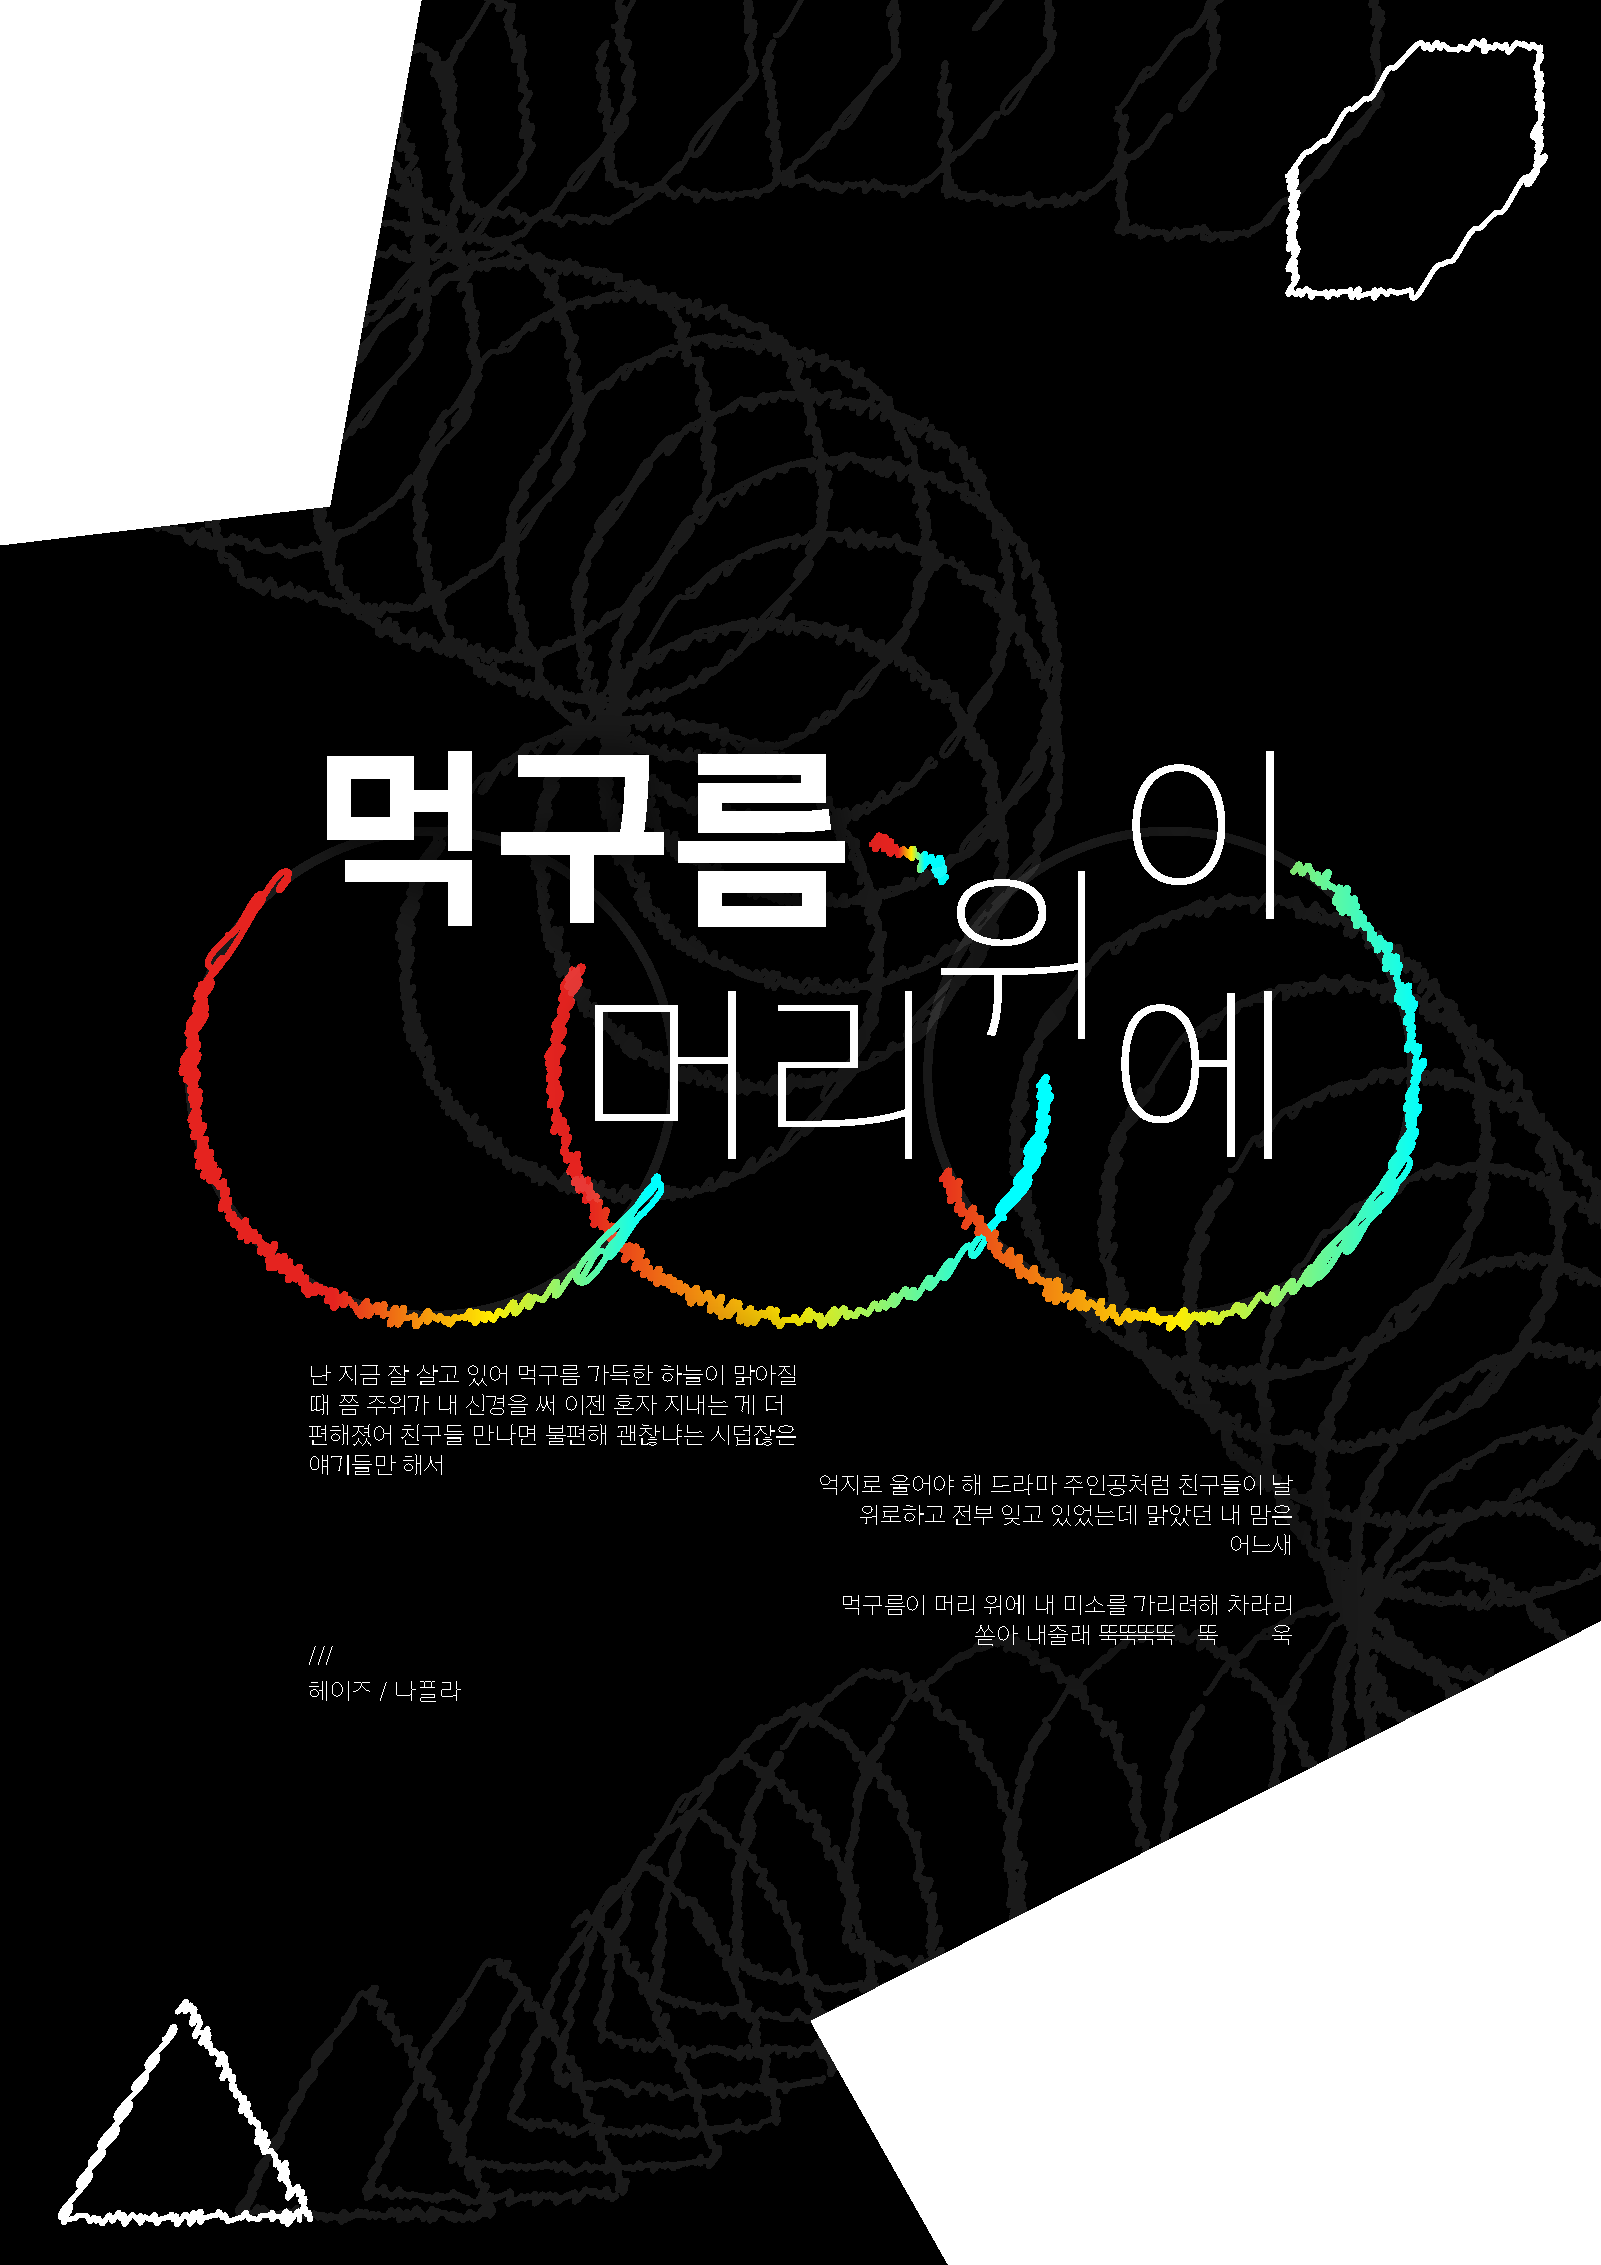 먹구름 이
위
머리 에
난 지금 잘 살고 있어 먹구름 가득한 하늘이 맑아질
때 쯤 주위가 내 신경을 써 이젠 혼자 지내는 게 더
편해졌어 친구들 만나면 불편해 괜찮냐는 시덥잖은
얘기들만 해서
억지로 울어야 해 드라마 주인공처럼 친구들이 날
위로하고 전부 잊고 있었는데 맑았던 내 맘은
어느새
먹구름이 머리 위에 내 미소를 가리려해 차라리
쏟아 내줄래 뚝뚝뚝뚝 뚝 욱
///
헤이즈 / 나플라